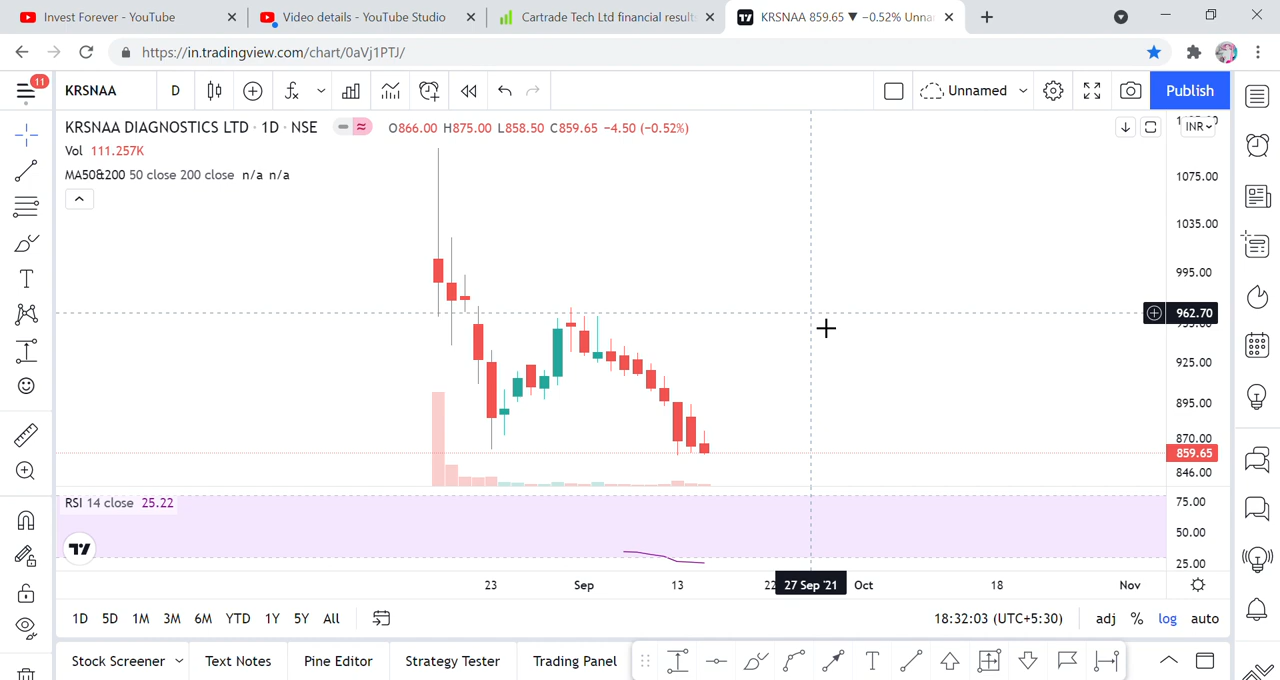 Invest Forever - YouTube
Video details - YouTube Studio
Cartrade Tech Ltd financial result
KRSNAA 859.65 ▼ −0.52% Unna
https://in.tradingview.com/chart/0aVj1PTJ/
11
KRSNAA
D
Unnamed
Publish
KRSNAA DIAGNOSTICS LTD · 1D · NSE
O866.00 H875.00 L858.50 C859.65 −4.50 (−0.52%)
INR
Vol 111.257K
MA50&200 50 close 200 close n/a n/a
1075.00
1035.00
995.00
962.70
925.00
895.00
870.00
859.65
846.00
RSI 14 close 25.22
75.00
50.00
25.00
23
Sep
13
22
27 Sep '21
Oct
18
Nov
1D 5D 1M 3M 6M YTD 1Y 5Y All
18:32:03 (UTC+5:30)
adj % log auto
Stock Screener
Text Notes
Pine Editor
Strategy Tester
Trading Panel